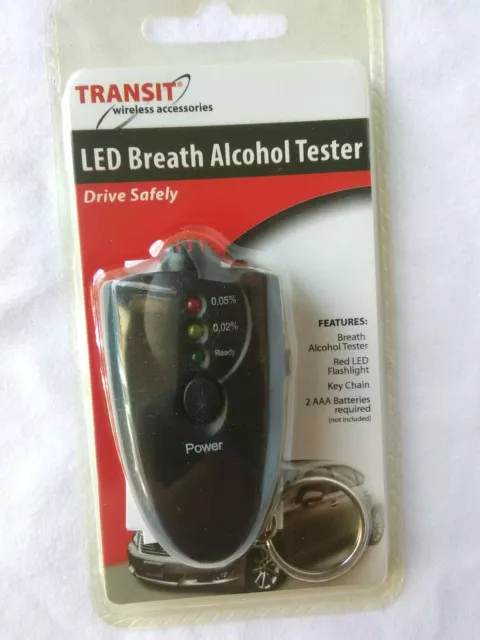 TRANSIT®
wireless accessories
LED Breath Alcohol Tester
Drive Safely
0.05%
0.02%
Ready
Power
FEATURES:
Breath
Alcohol Tester
Red LED
Flashlight
Key Chain
2 AAA Batteries
required
(not included)